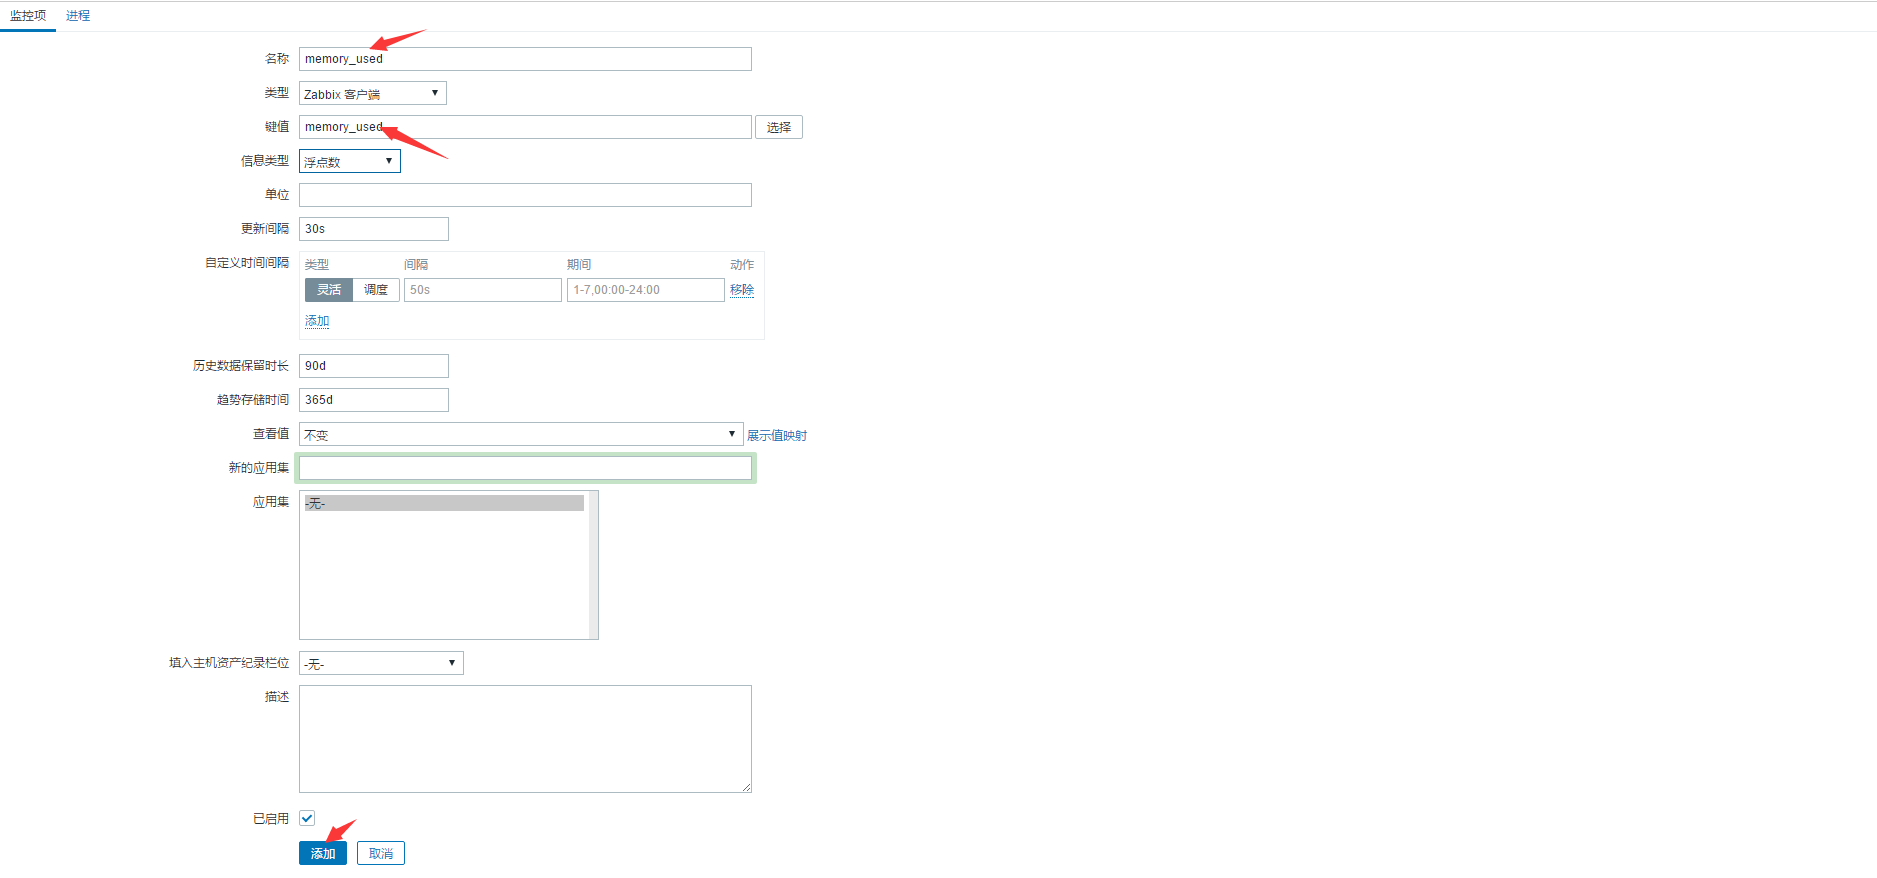 监控项 进程
名称 memory_used
类型 Zabbix 客户端
键值 memory_used 选择
信息类型 浮点数
单位
更新间隔 30s
自定义时间间隔 类型 间隔 期间 动作
灵活 调度 50s 1-7,00:00-24:00 移除
添加
历史数据保留时长 90d
趋势存储时间 365d
查看值 不变 展示值映射
新的应用集
应用集 -无-
填入主机资产纪录栏位 -无-
描述
已启用
添加 取消